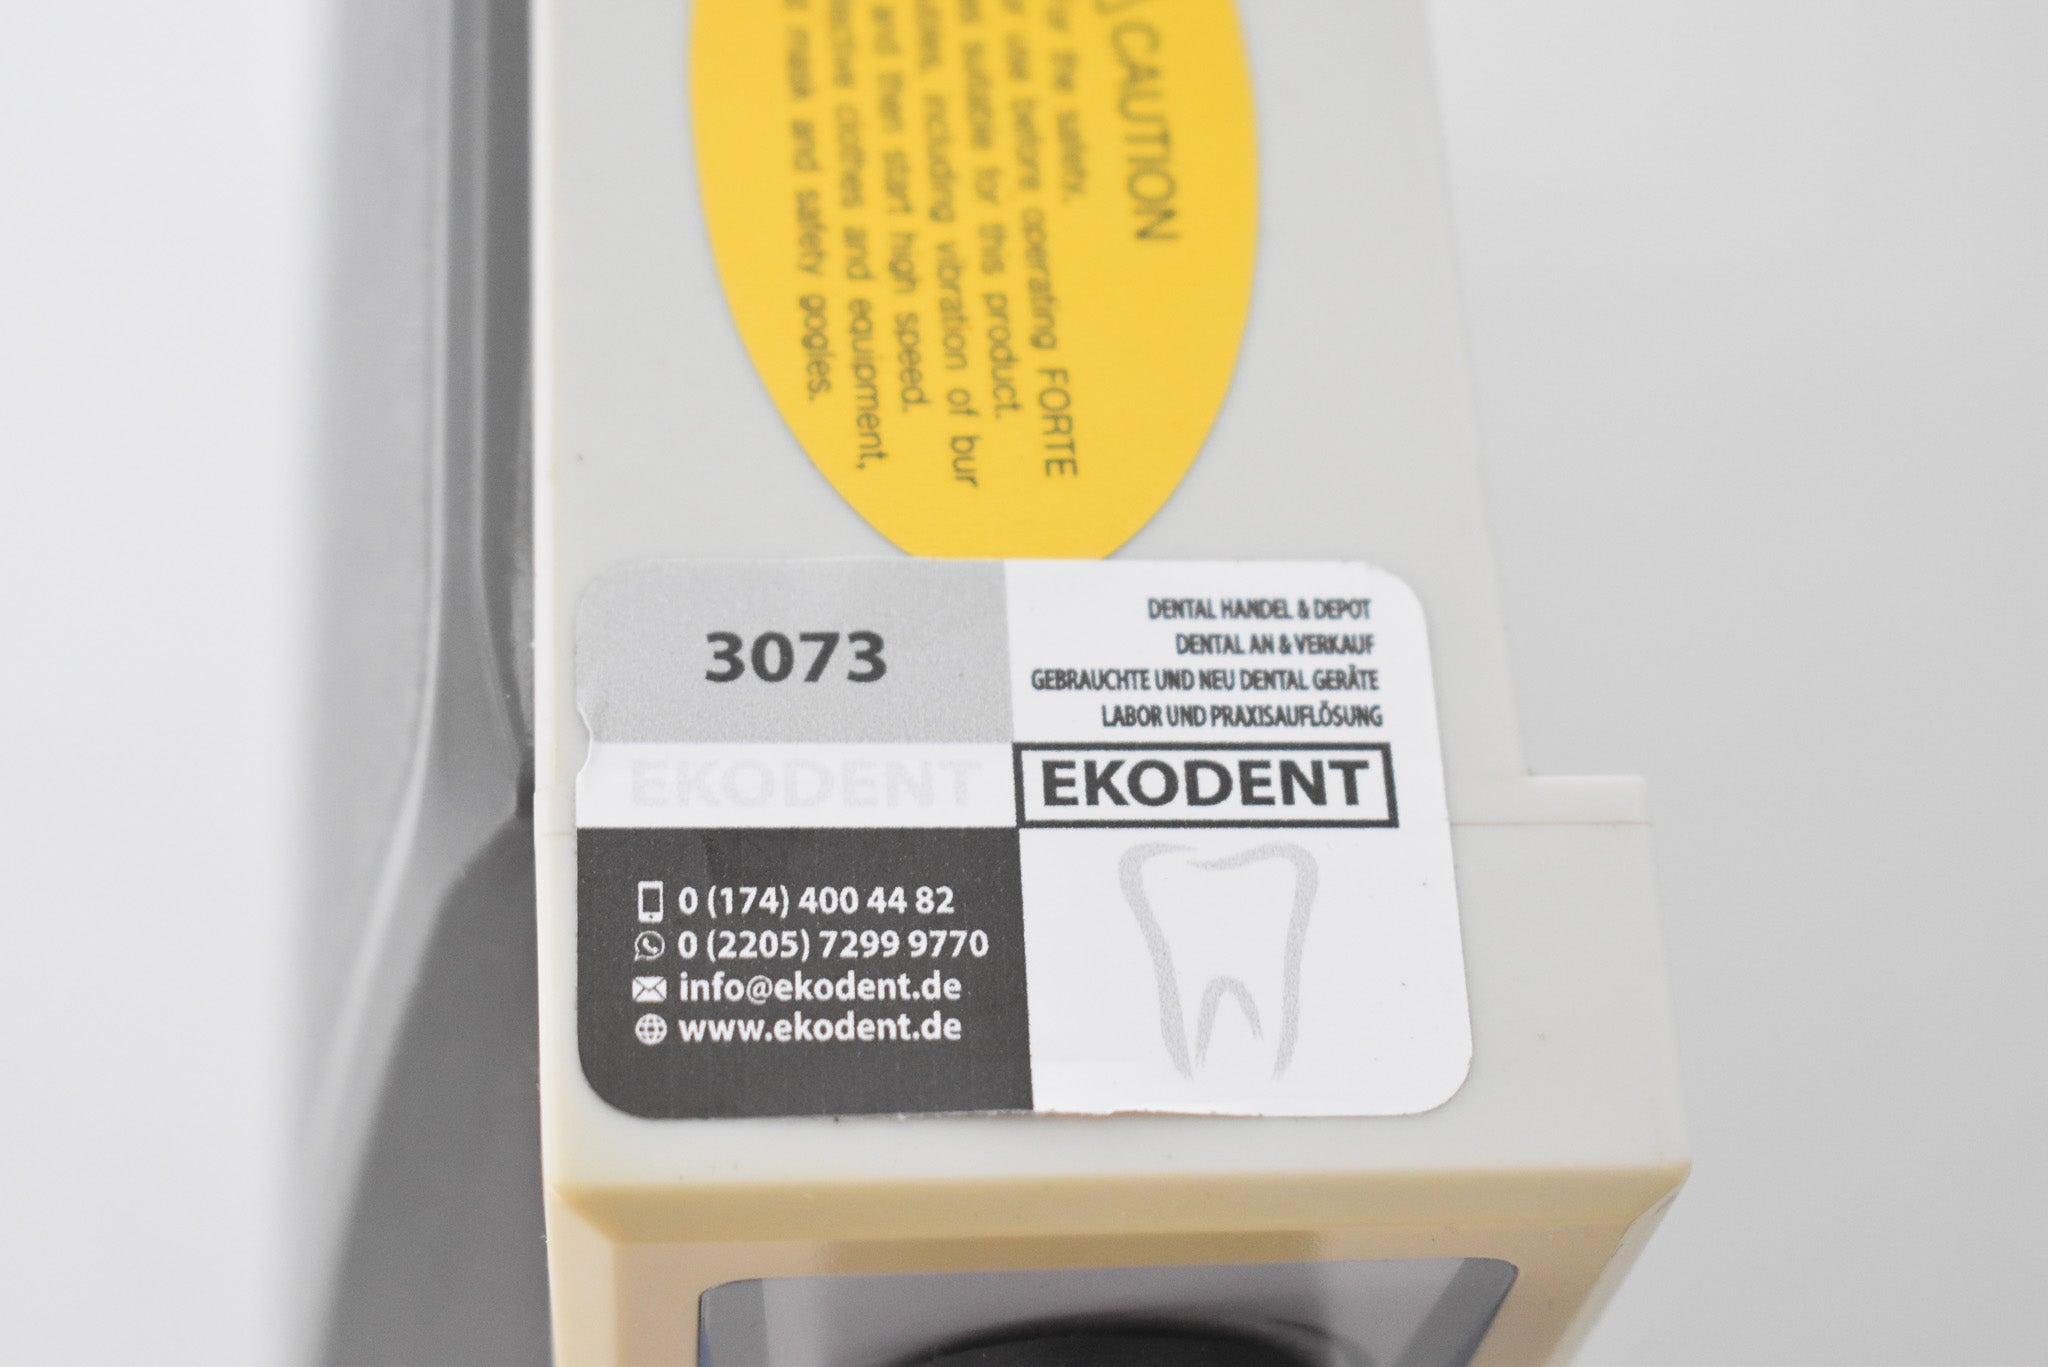 CAUTION
For the safety,
use before operating FORTE
suitable for this product.
including vibration of bur
and then start high speed.
clothes and equipment,
mask and safety gogles.
3073
DENTAL HANDEL & DEPOT
DENTAL AN & VERKAUF
GEBRAUCHTE UND NEU DENTAL GERÄTE
LABOR UND PRAXISAUFLÖSUNG
EKODENT
EKODENT
0 (174) 400 44 82
0 (2205) 7299 9770
info@ekodent.de
www.ekodent.de